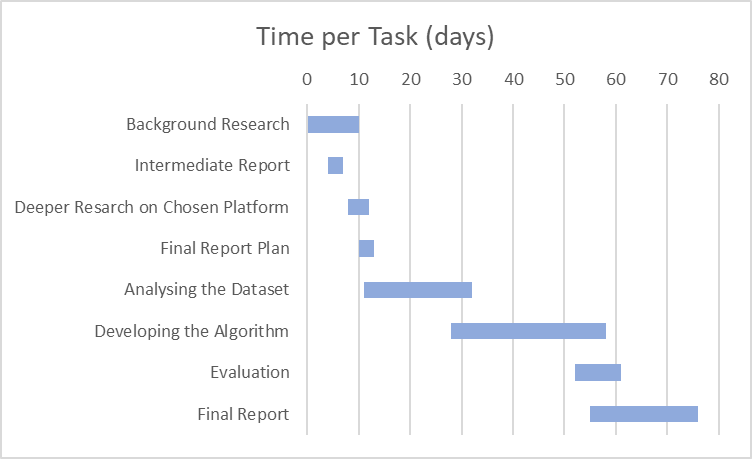 Time per Task (days)
0 10 20 30 40 50 60 70 80
Background Research
Intermediate Report
Deeper Resarch on Chosen Platform
Final Report Plan
Analysing the Dataset
Developing the Algorithm
Evaluation
Final Report